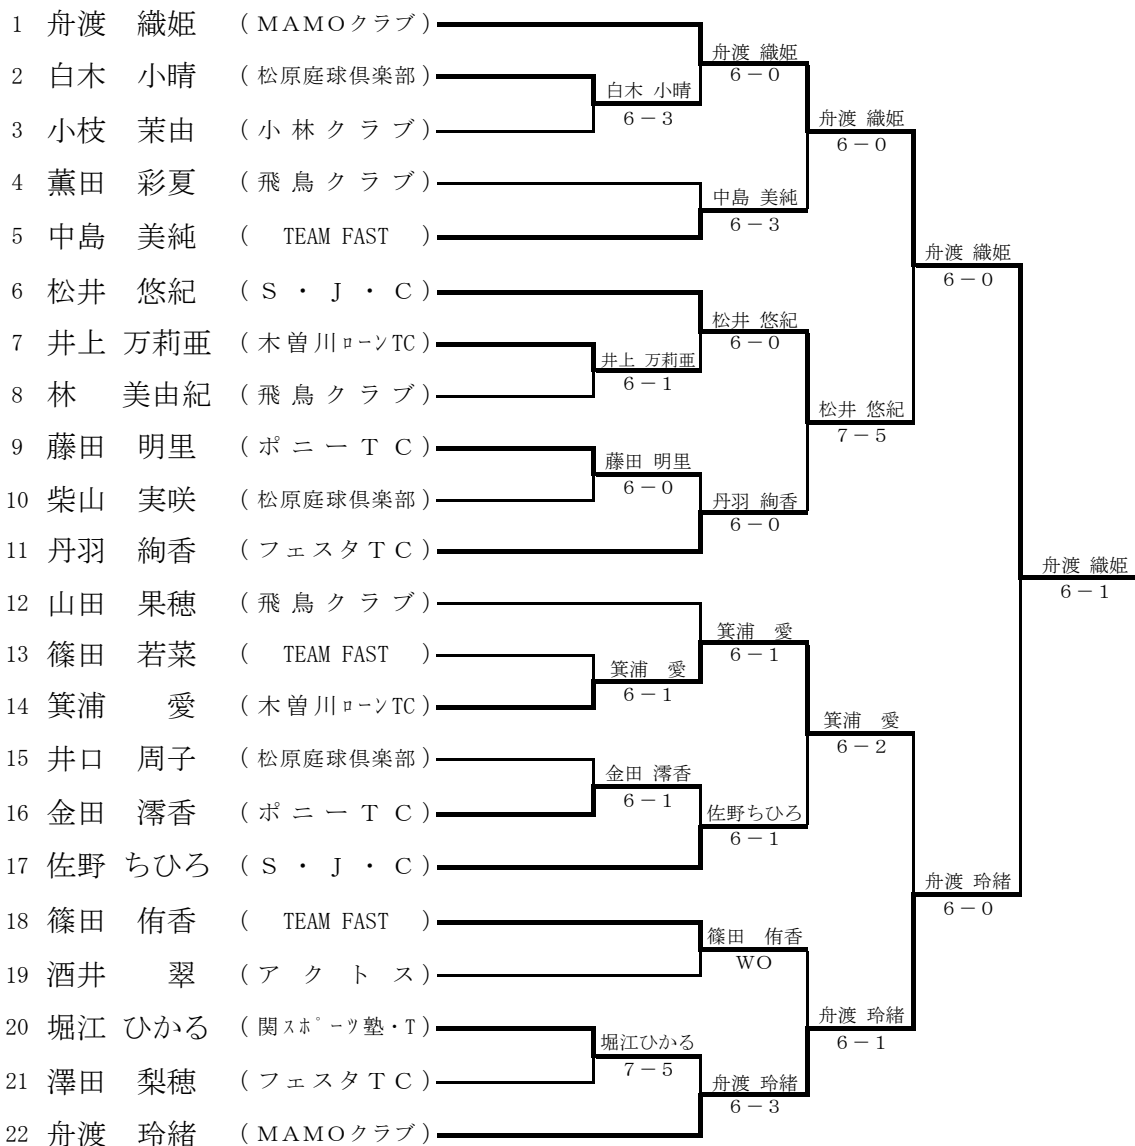 1 舟渡 織姫 （MAMOクラブ）
2 白木 小晴 （松原庭球倶楽部）
3 小枝 茉由 （小林クラブ）
4 薫田 彩夏 （飛鳥クラブ）
5 中島 美純 （TEAM FAST）
6 松井 悠紀 （S・J・C）
7 井上 万莉亜 （木曽川ﾛｰﾝTC）
8 林 美由紀 （飛鳥クラブ）
9 藤田 明里 （ポニーTC）
10 柴山 実咲 （松原庭球倶楽部）
11 丹羽 絢香 （フェスタTC）
12 山田 果穂 （飛鳥クラブ）
13 篠田 若菜 （TEAM FAST）
14 箕浦 愛 （木曽川ﾛｰﾝTC）
15 井口 周子 （松原庭球倶楽部）
16 金田 澪香 （ポニーTC）
17 佐野 ちひろ （S・J・C）
18 篠田 侑香 （TEAM FAST）
19 酒井 翠 （アクトス）
20 堀江 ひかる （関ｽﾎﾟｰﾂ塾・T）
21 澤田 梨穂 （フェスタTC）
22 舟渡 玲緒 （MAMOクラブ）
白木 小晴
6－3
井上 万莉亜
6－1
藤田 明里
6－0
箕浦 愛
6－1
金田 澪香
6－1
堀江ひかる
7－5
舟渡 織姫
6－0
中島 美純
6－3
松井 悠紀
6－0
丹羽 絢香
6－0
箕浦 愛
6－1
佐野ちひろ
6－1
篠田 侑香
WO
舟渡 玲緒
6－3
舟渡 織姫
6－0
松井 悠紀
7－5
箕浦 愛
6－2
舟渡 玲緒
6－1
舟渡 織姫
6－0
舟渡 玲緒
6－0
舟渡 織姫
6－1